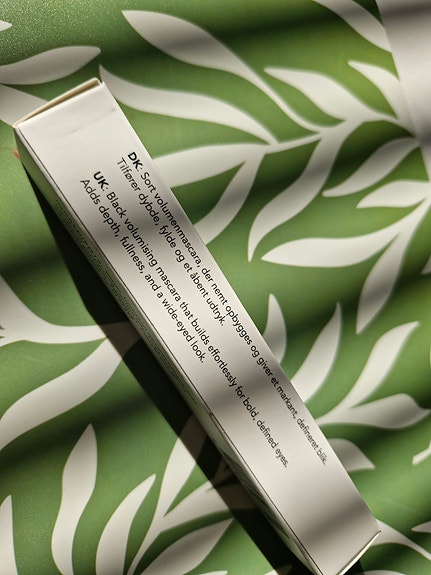 DK: Sort volumenmascara, der nemt opbygges og giver et markant, defineret blik.
Tilfører dybde, fylde og et åbent udtryk.
UK: Black volumising mascara that builds effortlessly for bold, defined eyes.
Adds depth, fullness, and a wide-eyed look.